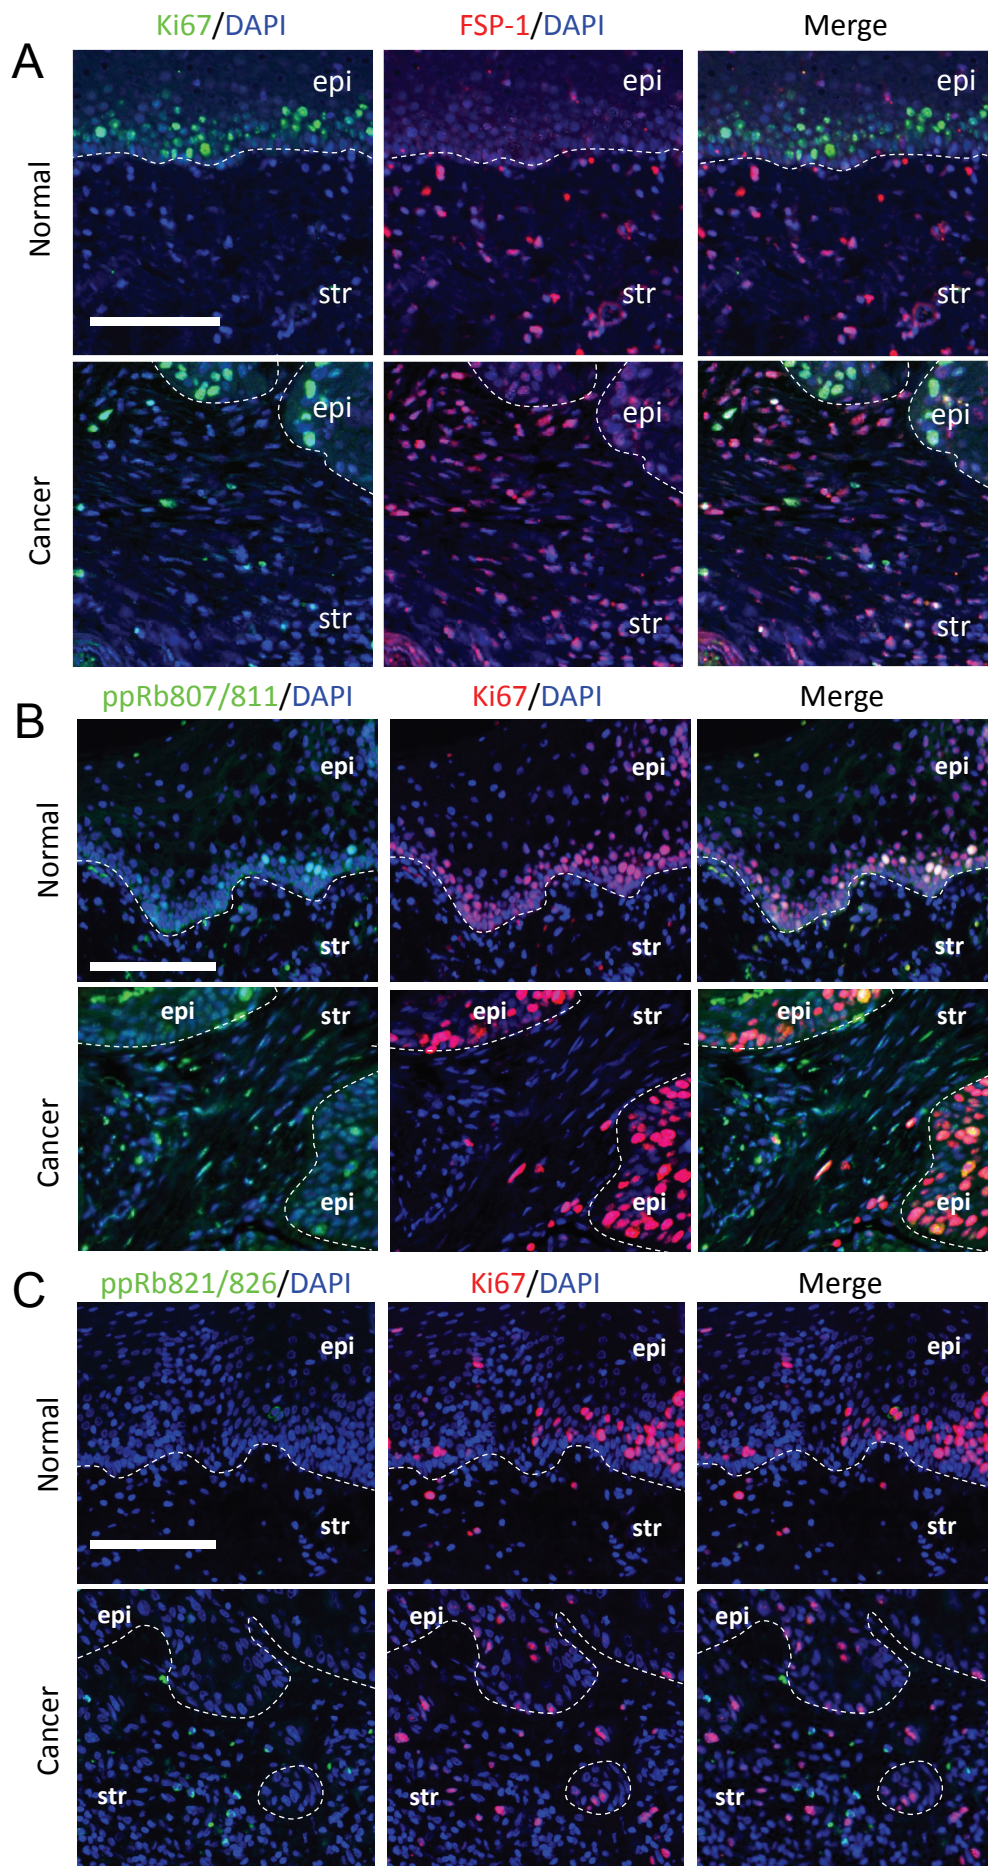 A
Ki67/DAPI
FSP-1/DAPI
Merge
Normal
epi
epi
epi
str
str
str
Cancer
epi
epi
epi
str
str
str
B
ppRb807/811/DAPI
Ki67/DAPI
Merge
Normal
epi
epi
epi
str
str
str
Cancer
epi
str
epi
str
epi
str
epi
epi
epi
C
ppRb821/826/DAPI
Ki67/DAPI
Merge
Normal
epi
epi
epi
str
str
str
Cancer
epi
epi
epi
str
str
str